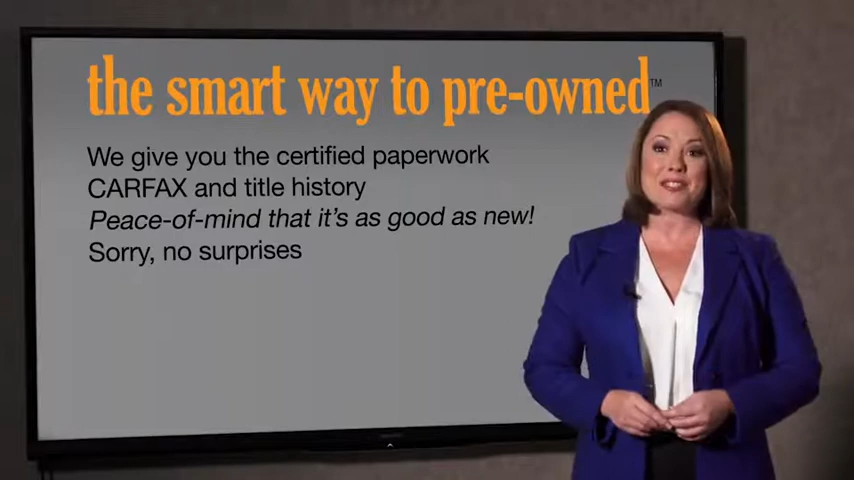 the smart way to pre-owned™
We give you the certified paperwork
CARFAX and title history
Peace-of-mind that it's as good as new!
Sorry, no surprises